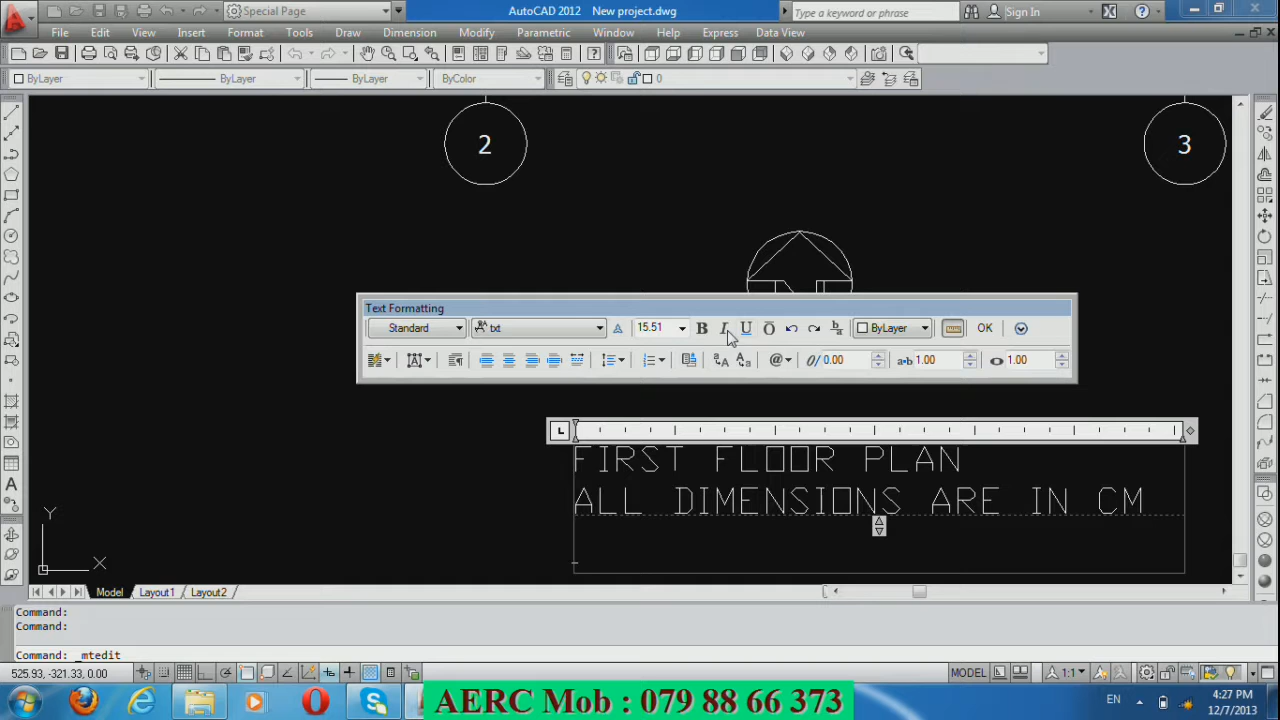 Special Page
AutoCAD 2012 New project.dwg
Type a keyword or phrase
Sign In
File Edit View Insert Format Tools Draw Dimension Modify Parametric Window Help Express Data View
ByLayer ByLayer ByLayer ByColor 0
2
3
Text Formatting
Standard txt 15.51 B I U O ByLayer OK
@ 0/ 0.00 a•b 1.00 1.00
FIRST FLOOR PLAN
ALL DIMENSIONS ARE IN CM
Y
X
Model Layout1 Layout2
Command:
Command:
Command: _mtedit
525.93, -321.33, 0.00
MODEL
1:1
AERC Mob : 079 88 66 373
EN
4:27 PM
12/7/2013